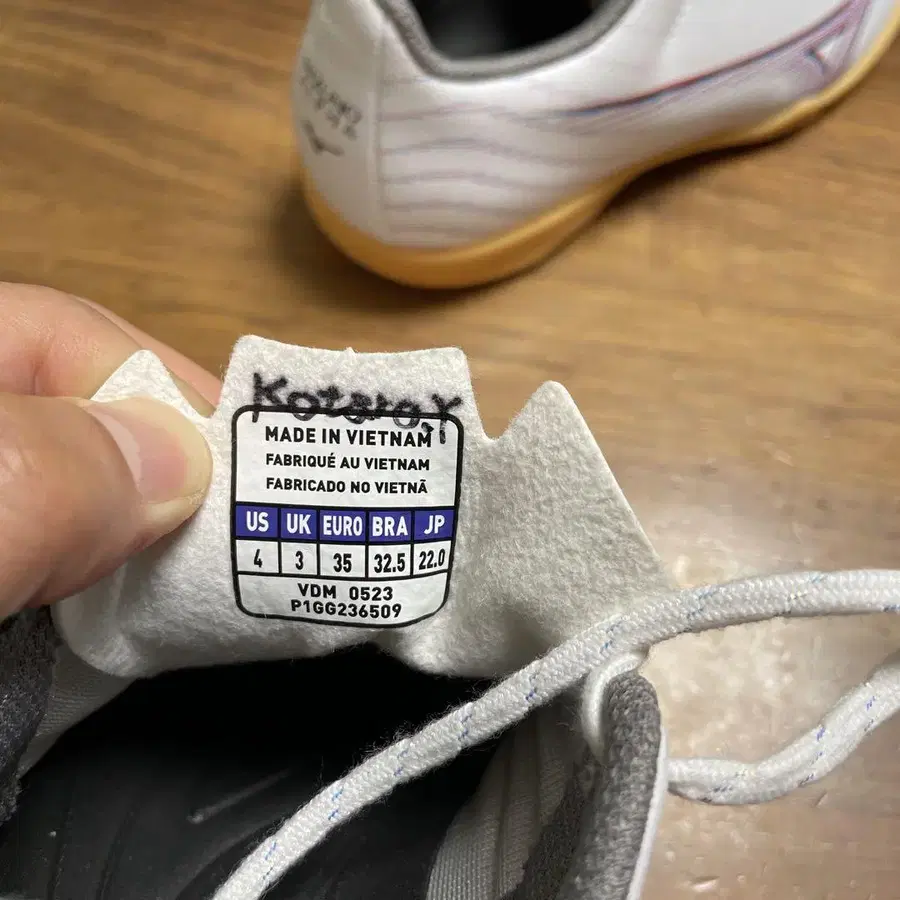 Kotaro.Y
MADE IN VIETNAM
FABRIQUÉ AU VIETNAM
FABRICADO NO VIETNÃ
US UK EURO BRA JP
4 3 35 32.5 22.0
VDM 0523
P1GG236509